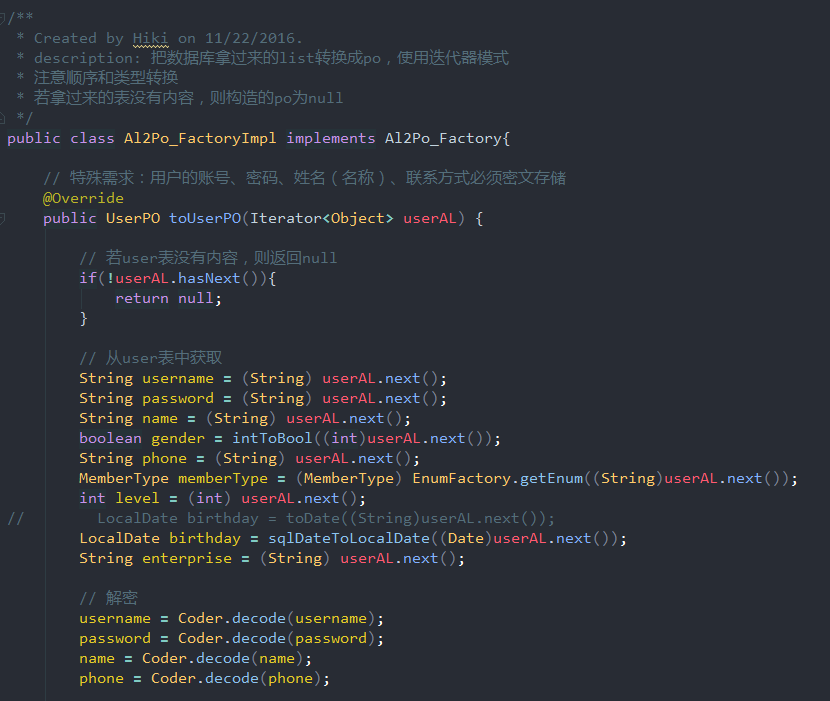 /**
 * Created by Hiki on 11/22/2016.
 * description: 把数据库拿过来的list转换成po，使用迭代器模式
 * 注意顺序和类型转换
 * 若拿过来的表没有内容，则构造的po为null
 */
public class Al2Po_FactoryImpl implements Al2Po_Factory{
    // 特殊需求：用户的账号、密码、姓名（名称）、联系方式必须密文存储
    @Override
    public UserPO toUserPO(Iterator<Object> userAL) {
        // 若user表没有内容，则返回null
        if(!userAL.hasNext()){
            return null;
        }
        // 从user表中获取
        String username = (String) userAL.next();
        String password = (String) userAL.next();
        String name = (String) userAL.next();
        boolean gender = intToBool((int)userAL.next());
        String phone = (String) userAL.next();
        MemberType memberType = (MemberType) EnumFactory.getEnum((String)userAL.next());
        int level = (int) userAL.next();
//        LocalDate birthday = toDate((String)userAL.next());
        LocalDate birthday = sqlDateToLocalDate((Date)userAL.next());
        String enterprise = (String) userAL.next();
        // 解密
        username = Coder.decode(username);
        password = Coder.decode(password);
        name = Coder.decode(name);
        phone = Coder.decode(phone);